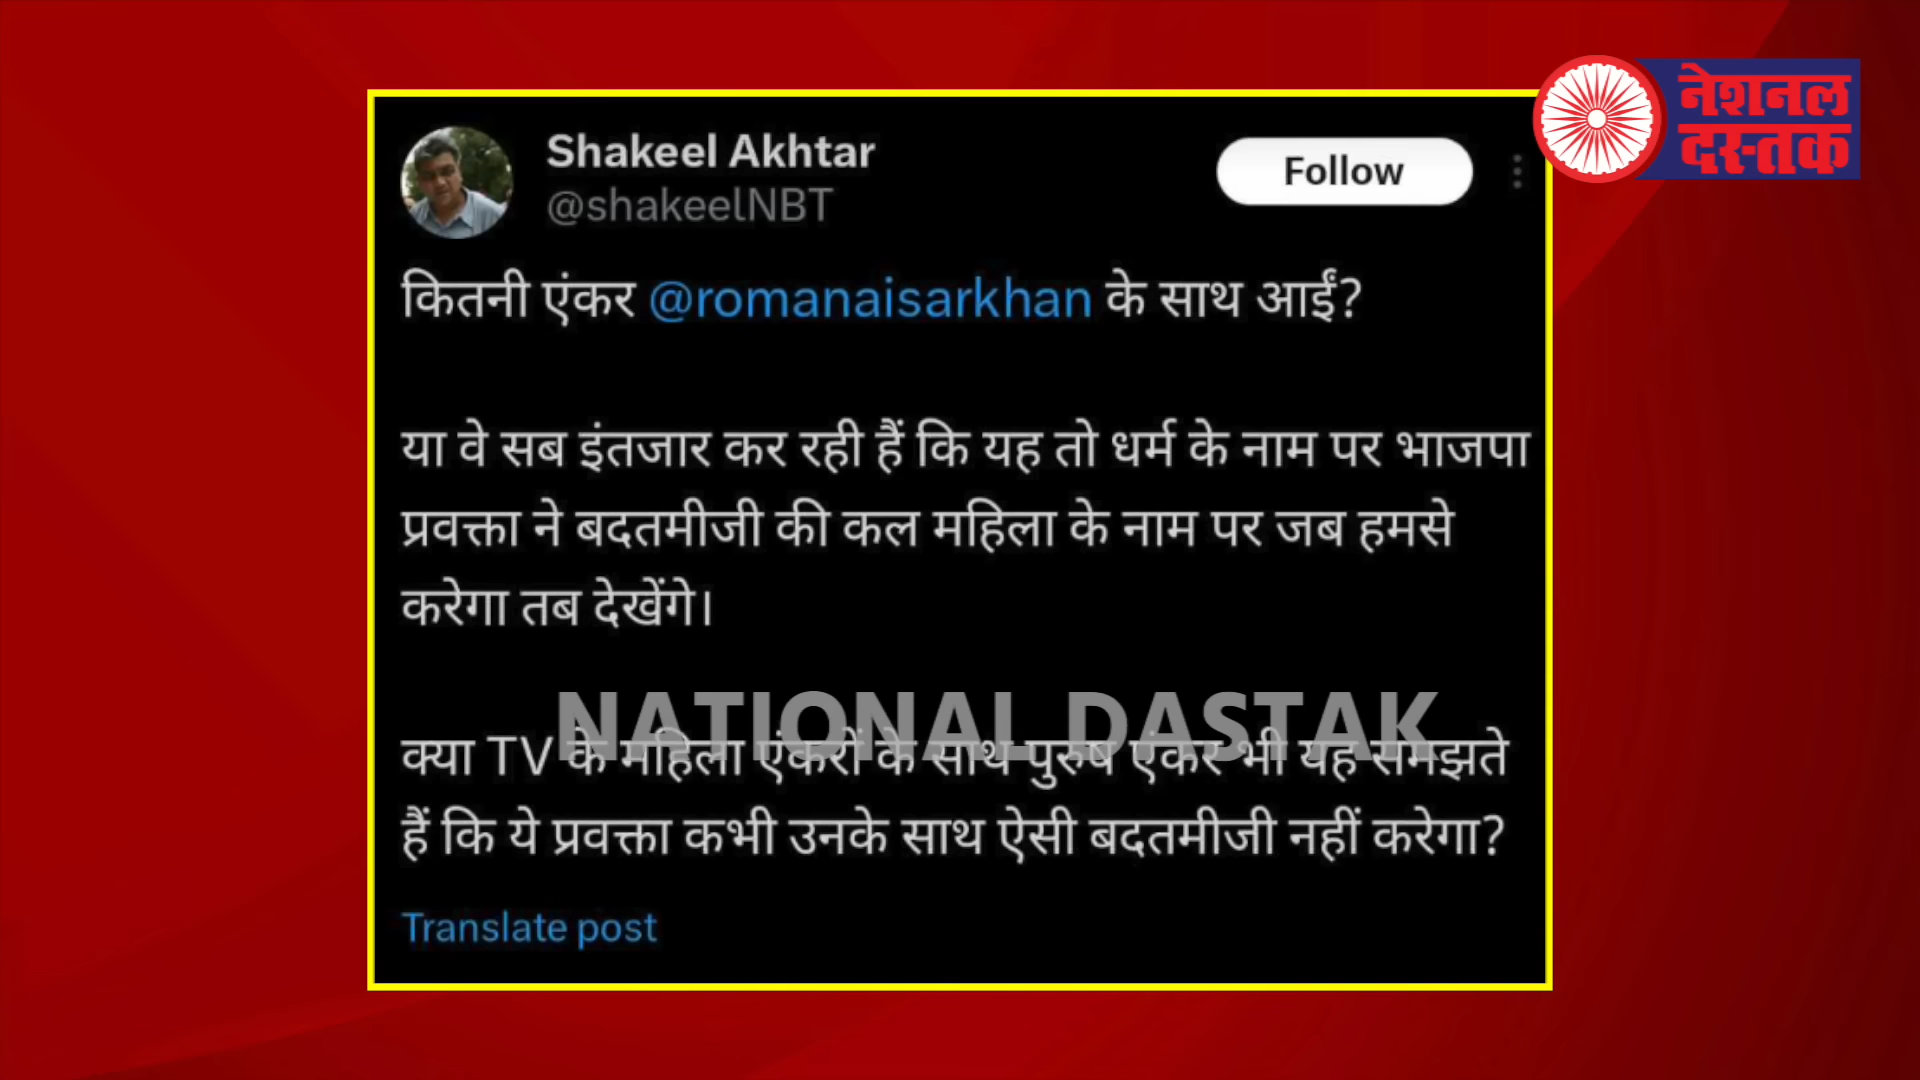 नेशनल
दस्तक
Shakeel Akhtar
@shakeelNBT
Follow
कितनी एंकर @romanaisarkhan के साथ आईं?
या वे सब इंतजार कर रही हैं कि यह तो धर्म के नाम पर भाजपा
प्रवक्ता ने बदतमीजी की कल महिला के नाम पर जब हमसे
करेगा तब देखेंगे।
NATIONAL DASTAK
क्या TV के महिला एंकरों के साथ पुरुष एंकर भी यह समझते
हैं कि ये प्रवक्ता कभी उनके साथ ऐसी बदतमीजी नहीं करेगा?
Translate post